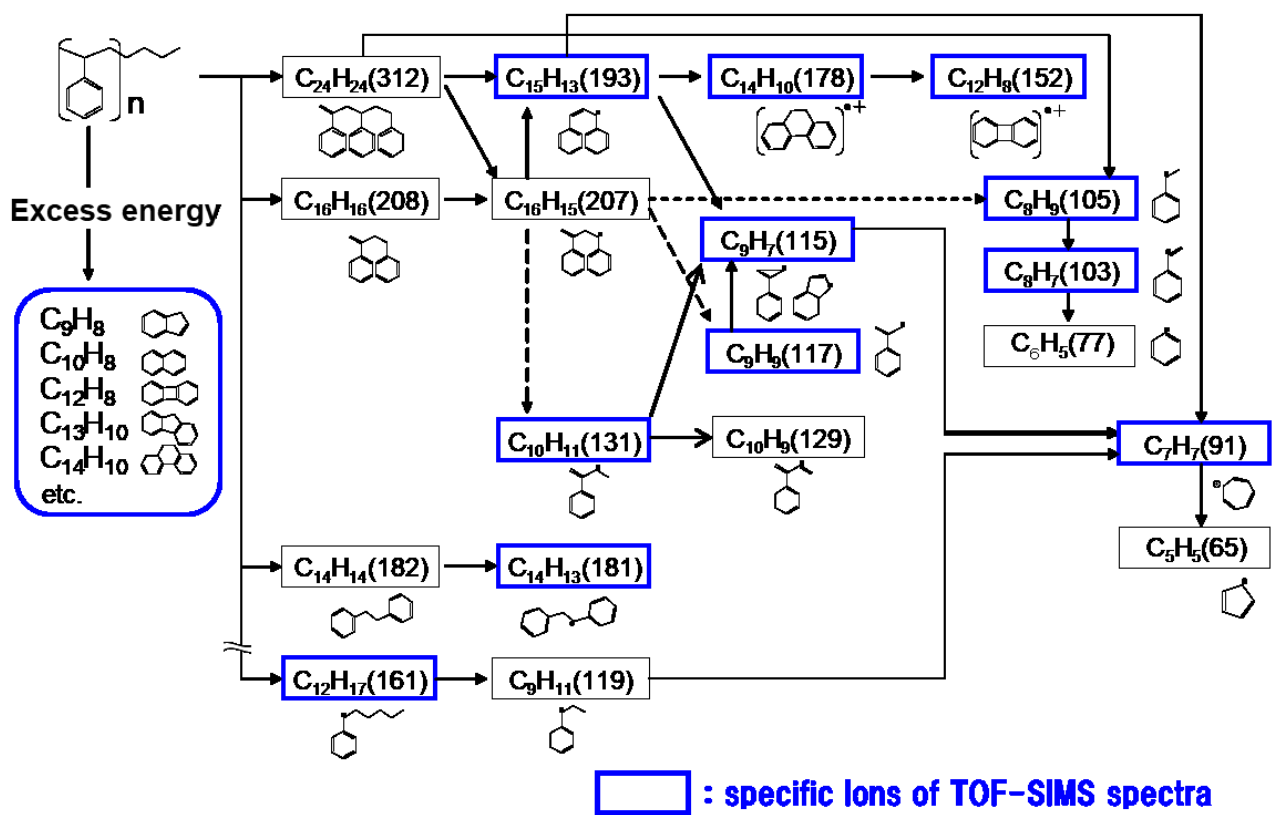 n
C₂₄H₂₄(312)
C₁₅H₁₃(193)
C₁₄H₁₀(178)
C₁₂H₈(152)
•+
•+
Excess energy
C₁₆H₁₆(208)
C₁₆H₁₅(207)
C₈H₉(105)
C₉H₇(115)
C₈H₇(103)
C₉H₉(117)
C₆H₅(77)
C₉H₈
C₁₀H₈
C₁₂H₈
C₁₃H₁₀
C₁₄H₁₀
etc.
C₁₀H₁₁(131)
C₁₀H₉(129)
C₇H₇(91)
⊕
C₅H₅(65)
C₁₄H₁₄(182)
C₁₄H₁₃(181)
C₁₂H₁₇(161)
C₉H₁₁(119)
: specific Ions of TOF-SIMS spectra